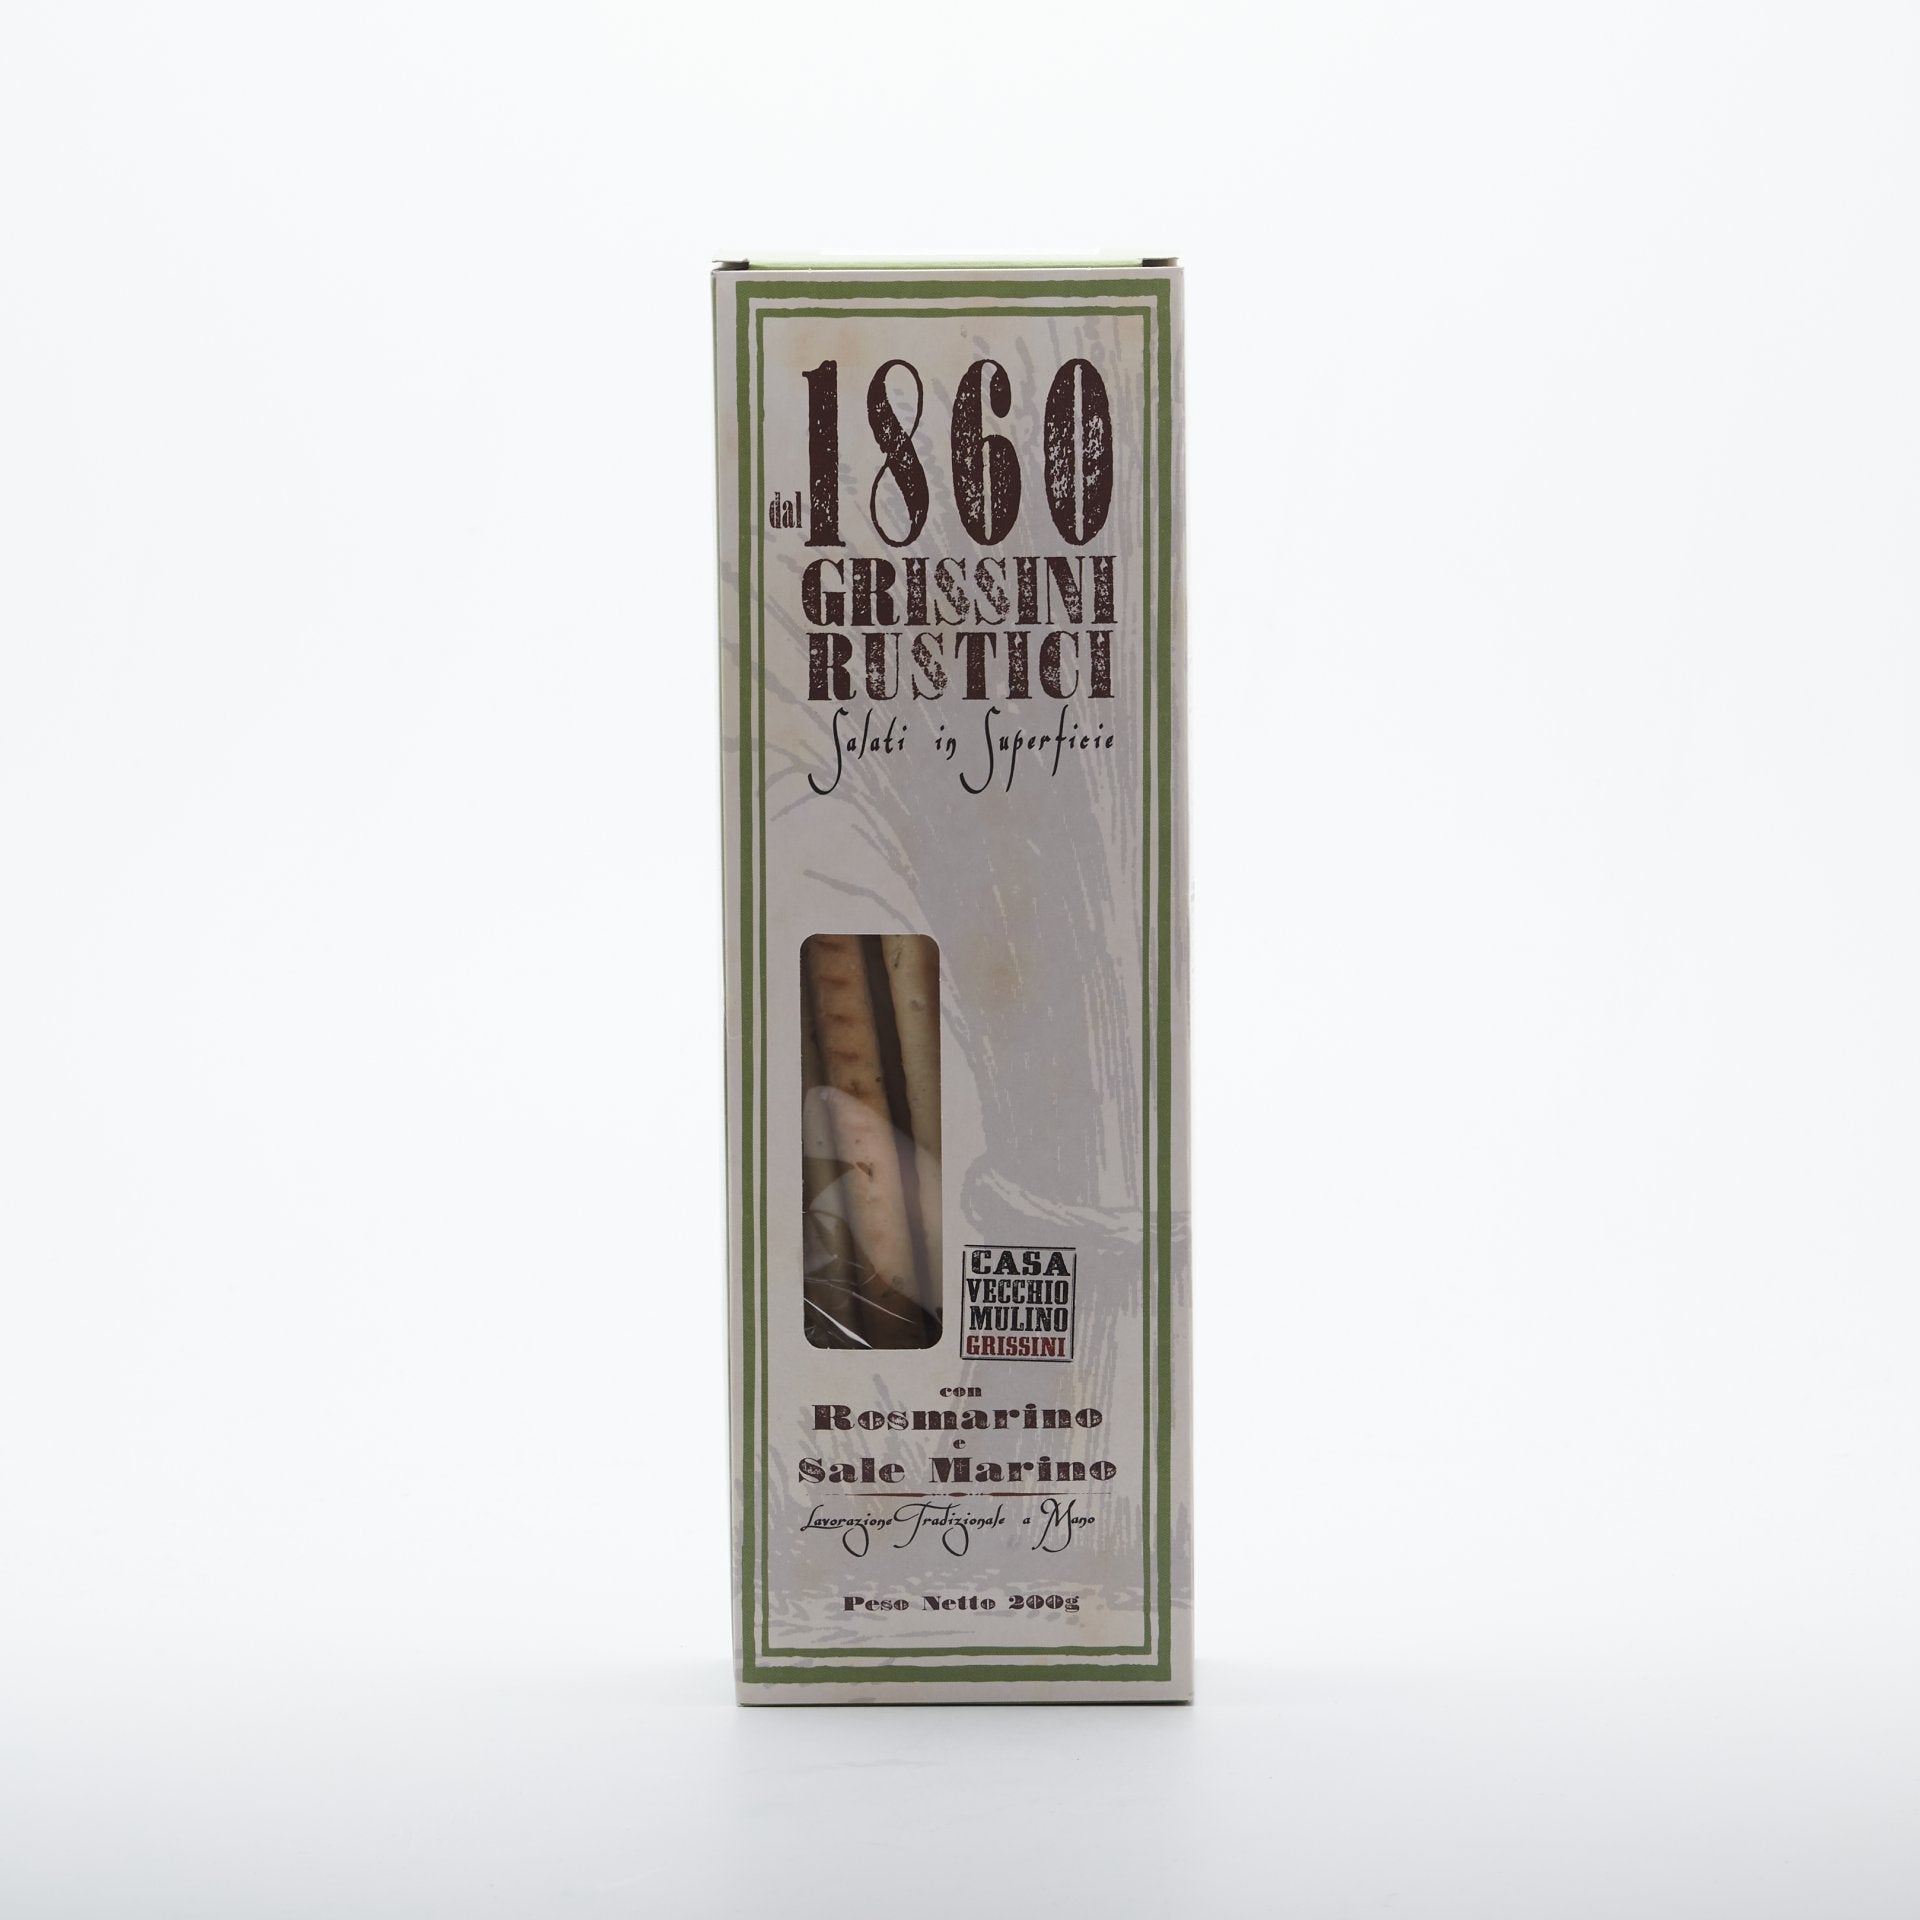 dal 1860
GRISSINI
RUSTICI
Salati in Superficie
CASA
VECCHIO
MULINO
GRISSINI
con
Rosmarino
e
Sale Marino
Lavorazione Tradizionale a Mano
Peso Netto 200g